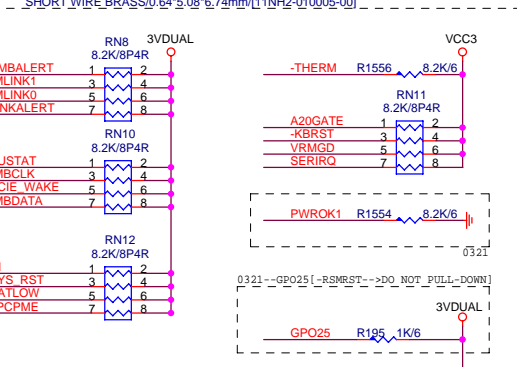 SHORT WIRE BRASS/0.64*5.08*6.74mm/[11NH2-010005-00]
RN8
8.2K/8P4R
3VDUAL
MBALERT 1 2
MLINK1 3 4
MLINK0 5 6
NKALERT 7 8
RN10
8.2K/8P4R
USTAT 1 2
MBCLK 3 4
CIE_WAKE 5 6
MBDATA 7 8
RN12
8.2K/8P4R
1 2
YS_RST 3 4
ATLOW 5 6
PCPME 7 8
VCC3
-THERM R1556 8.2K/6
RN11
8.2K/8P4R
A20GATE 1 2
-KBRST 3 4
VRMGD 5 6
SERIRQ 7 8
PWROK1 R1554 8.2K/6
0321
0321--GPO25[-RSMRST-->DO NOT PULL-DOWN]
3VDUAL
GPO25 R195 1K/6